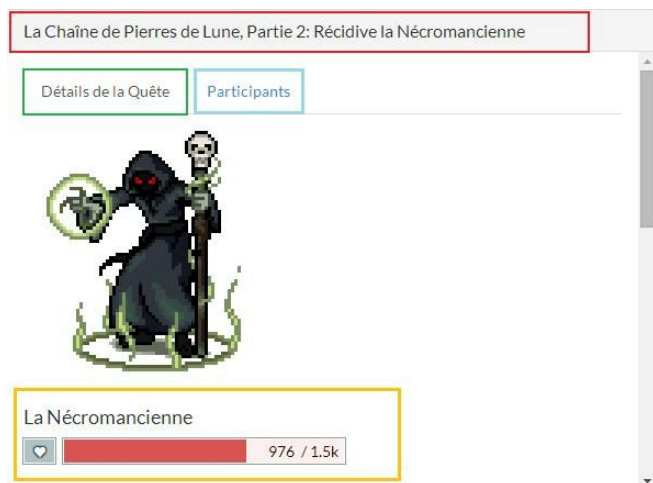 La Chaîne de Pierres de Lune, Partie 2: Récidive la Nécromancienne
Détails de la Quête
Participants
La Nécromancienne
976 / 1.5k